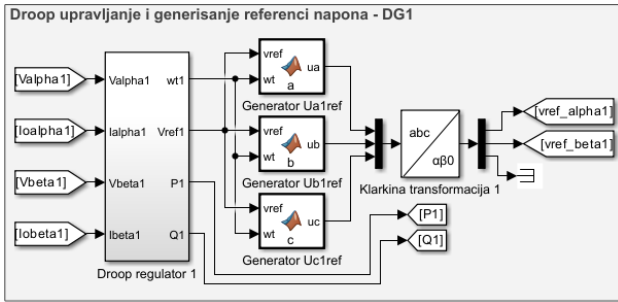 Droop upravljanje i generisanje referenci napona - DG1
[Valpha1]
[Ioalpha1]
[Vbeta1]
[Iobeta1]
Valpha1
Ialpha1
Vbeta1
Ibeta1
wt1
Vref1
P1
Q1
Droop regulator 1
vref
wt
ua
a
Generator Ua1ref
vref
wt
ub
b
Generator Ub1ref
vref
wt
uc
c
Generator Uc1ref
abc
αβ0
Klarkina transformacija 1
[vref_alpha1]
[vref_beta1]
[P1]
[Q1]